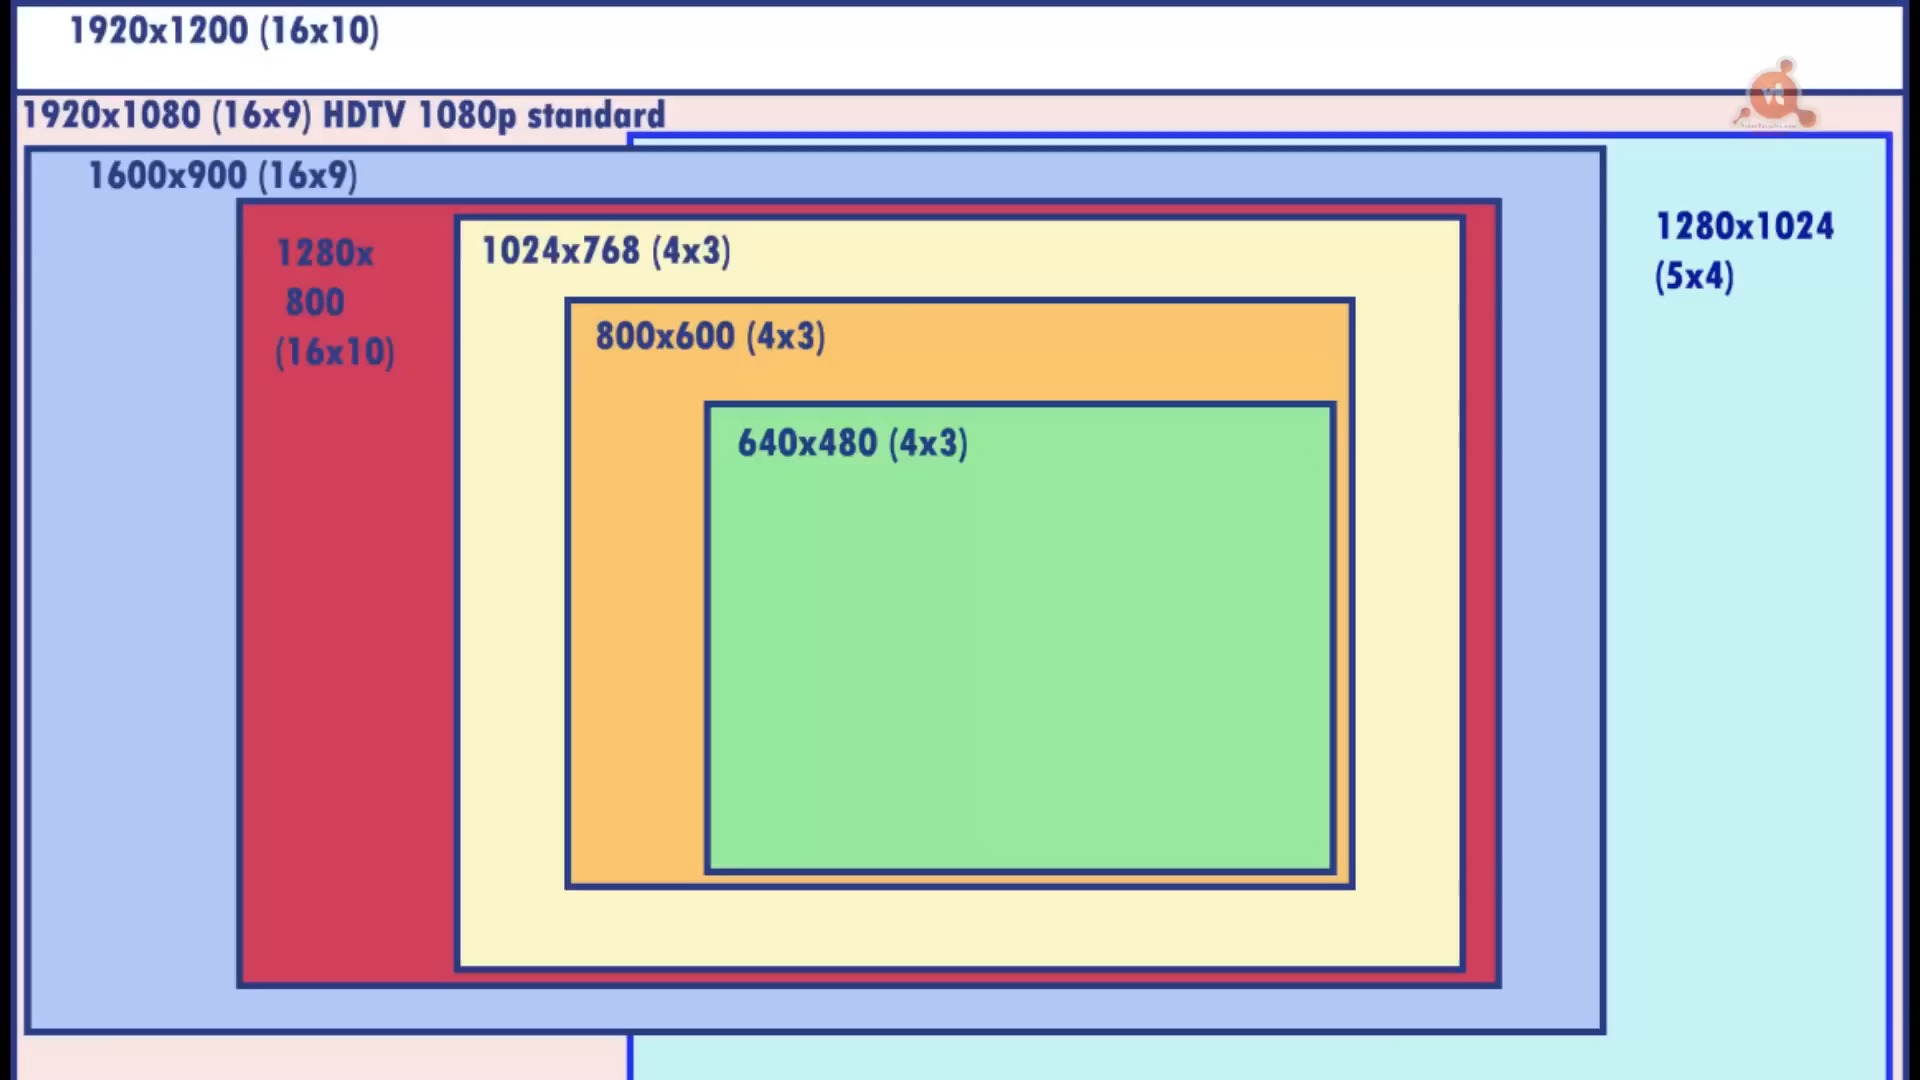 1920x1200 (16x10)
vt
1920x1080 (16x9) HDTV 1080p standard
1600x900 (16x9)
1280x
800
(16x10)
1024x768 (4x3)
1280x1024
(5x4)
800x600 (4x3)
640x480 (4x3)